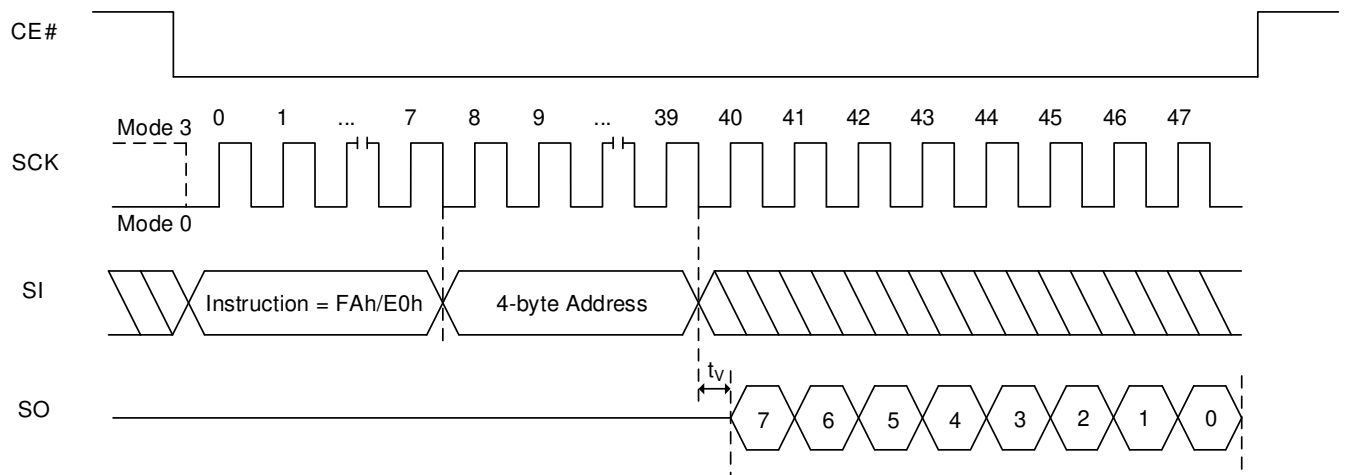 CE#
Mode 3 0 1 ... 7 8 9 ... 39 40 41 42 43 44 45 46 47
SCK
Mode 0
SI Instruction = FAh/E0h 4-byte Address
tV
SO 7 6 5 4 3 2 1 0